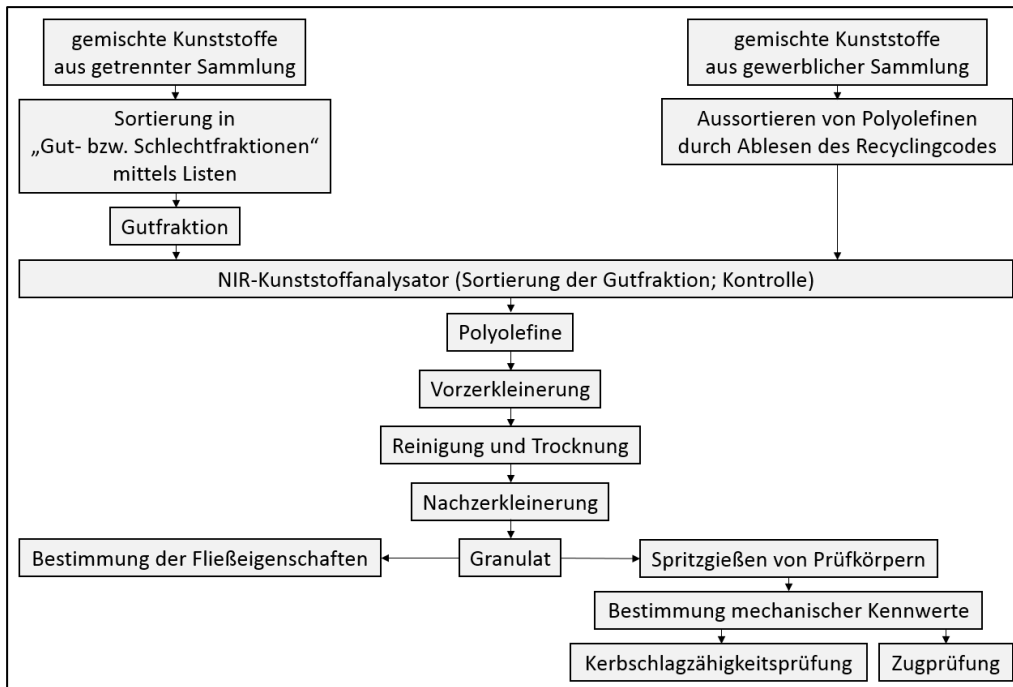 gemischte Kunststoffe
aus getrennter Sammlung
gemischte Kunststoffe
aus gewerblicher Sammlung
Sortierung in
„Gut- bzw. Schlechtfraktionen“
mittels Listen
Aussortieren von Polyolefinen
durch Ablesen des Recyclingcodes
Gutfraktion
NIR-Kunststoffanalysator (Sortierung der Gutfraktion; Kontrolle)
Polyolefine
Vorzerkleinerung
Reinigung und Trocknung
Nachzerkleinerung
Bestimmung der Fließeigenschaften
Granulat
Spritzgießen von Prüfkörpern
Bestimmung mechanischer Kennwerte
Kerbschlagzähigkeitsprüfung
Zugprüfung